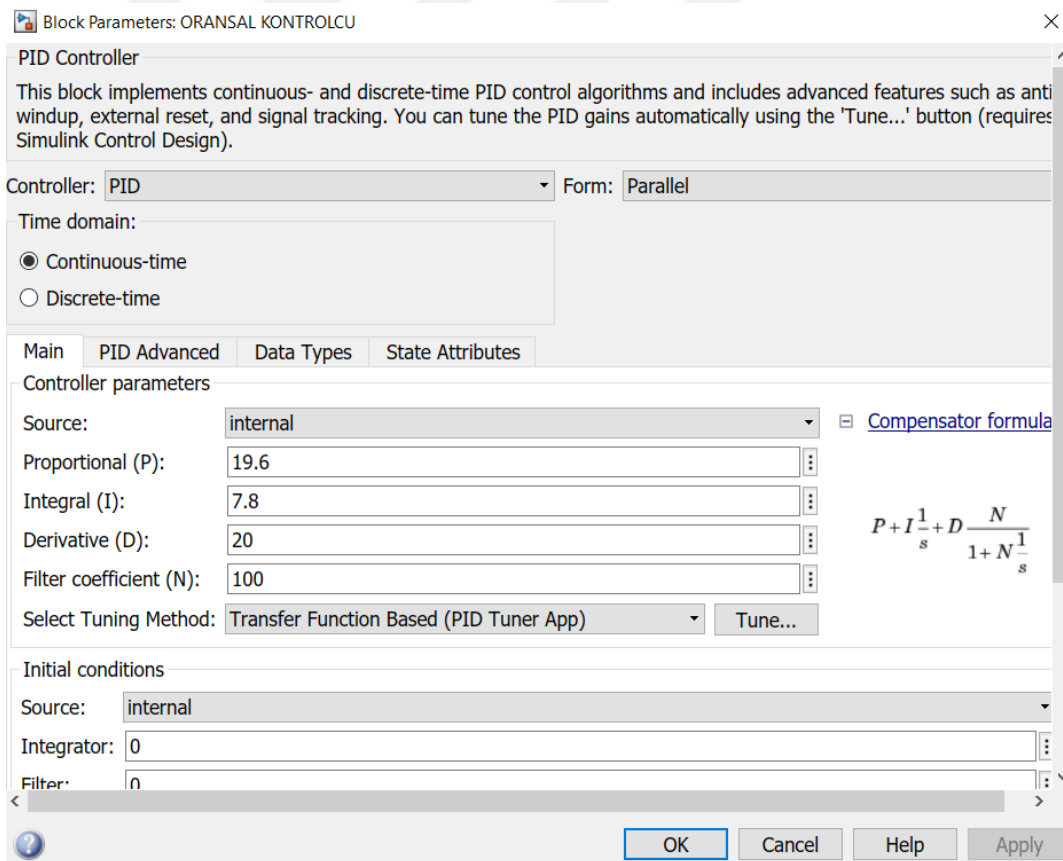 Block Parameters: ORANSAL KONTROLCU
PID Controller
This block implements continuous- and discrete-time PID control algorithms and includes advanced features such as anti
windup, external reset, and signal tracking. You can tune the PID gains automatically using the 'Tune...' button (requires
Simulink Control Design).
Controller: PID Form: Parallel
Time domain:
Continuous-time
Discrete-time
Main PID Advanced Data Types State Attributes
Controller parameters
Source: internal Compensator formula
Proportional (P): 19.6
Integral (I): 7.8
Derivative (D): 20
P+I 1/s +D N/(1+N 1/s)
Filter coefficient (N): 100
Select Tuning Method: Transfer Function Based (PID Tuner App) Tune...
Initial conditions
Source: internal
Integrator: 0
Filter: 0
OK Cancel Help Apply